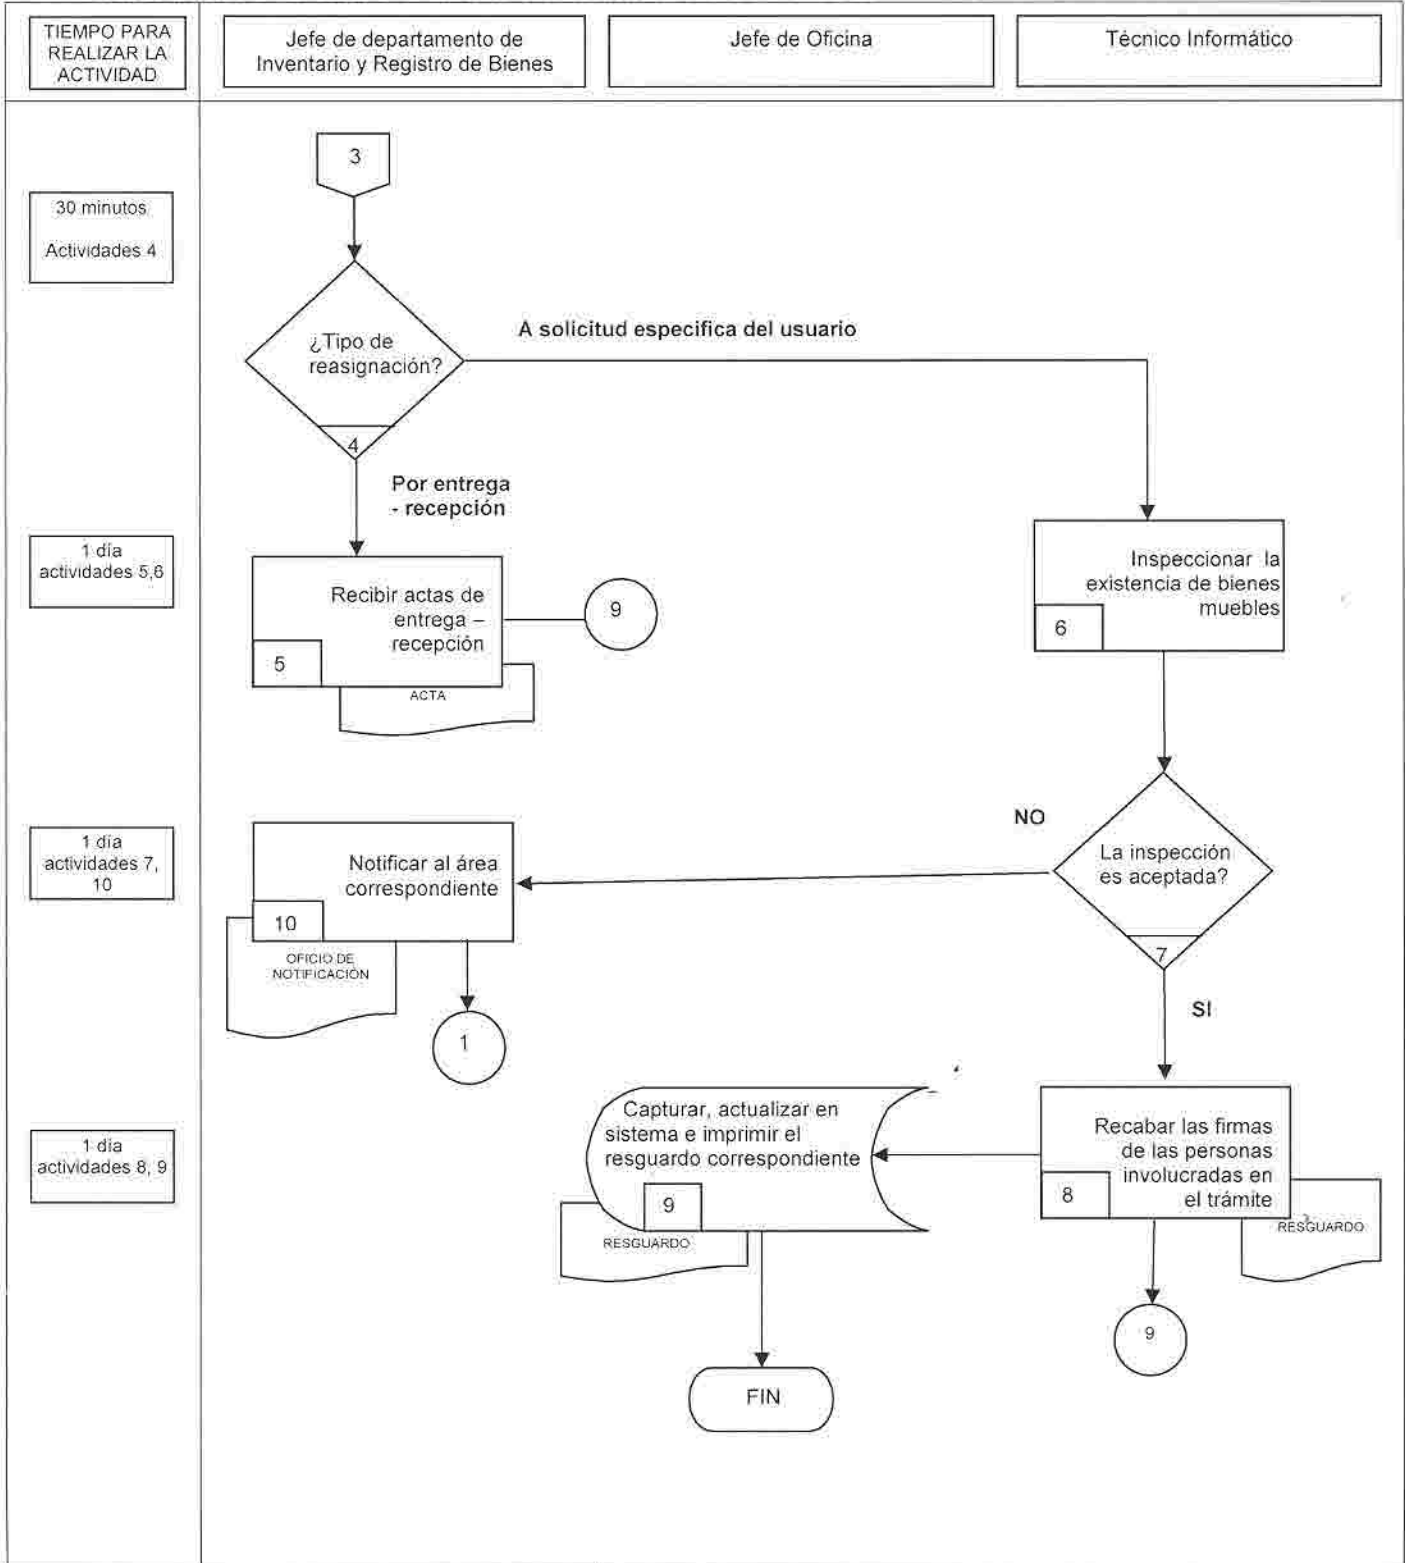 TIEMPO PARA
REALIZAR LA
ACTIVIDAD
Jefe de departamento de
Inventario y Registro de Bienes
Jefe de Oficina
Técnico Informático
3
30 minutos
Actividades 4
¿Tipo de
reasignación?
4
A solicitud especifica del usuario
Por entrega
- recepción
1 día
actividades 5,6
Recibir actas de
entrega –
recepción
5
ACTA
9
Inspeccionar la
existencia de bienes
muebles
6
1 día
actividades 7,
10
Notificar al área
correspondiente
10
OFICIO DE
NOTIFICACIÓN
1
NO
La inspección
es aceptada?
7
SI
1 dia
actividades 8, 9
Capturar, actualizar en
sistema e imprimir el
resguardo correspondiente
9
RESGUARDO
Recabar las firmas
de las personas
involucradas en
el trámite
8
RESGUARDO
9
FIN